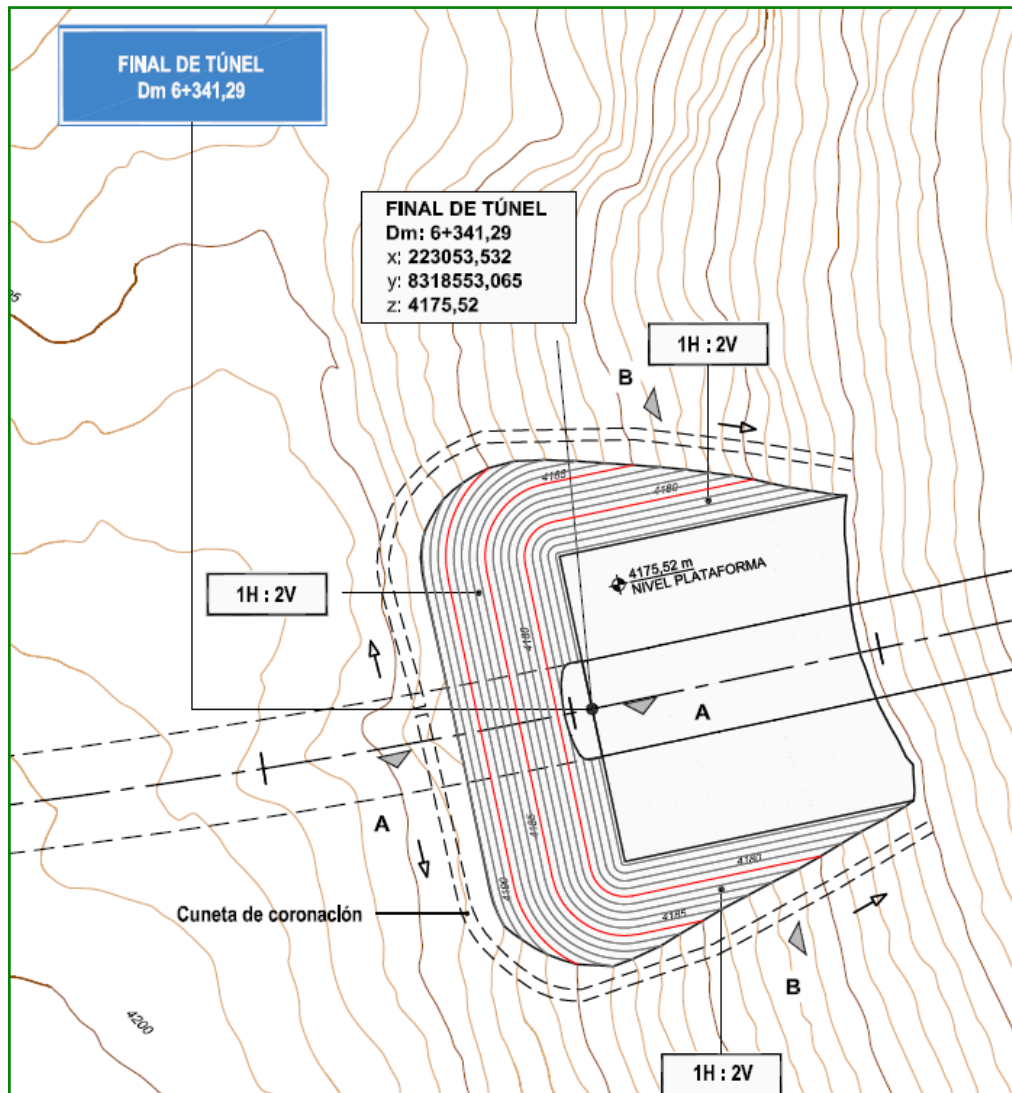 FINAL DE TÚNEL
Dm 6+341,29
FINAL DE TÚNEL
Dm: 6+341,29
x: 223053,532
y: 8318553,065
z: 4175,52
1H : 2V
B
4185
4180
4175,52 m
NIVEL PLATAFORMA
1H : 2V
4180
A
A
4185
4190
4180
4185
Cuneta de coronación
B
4200
1H : 2V